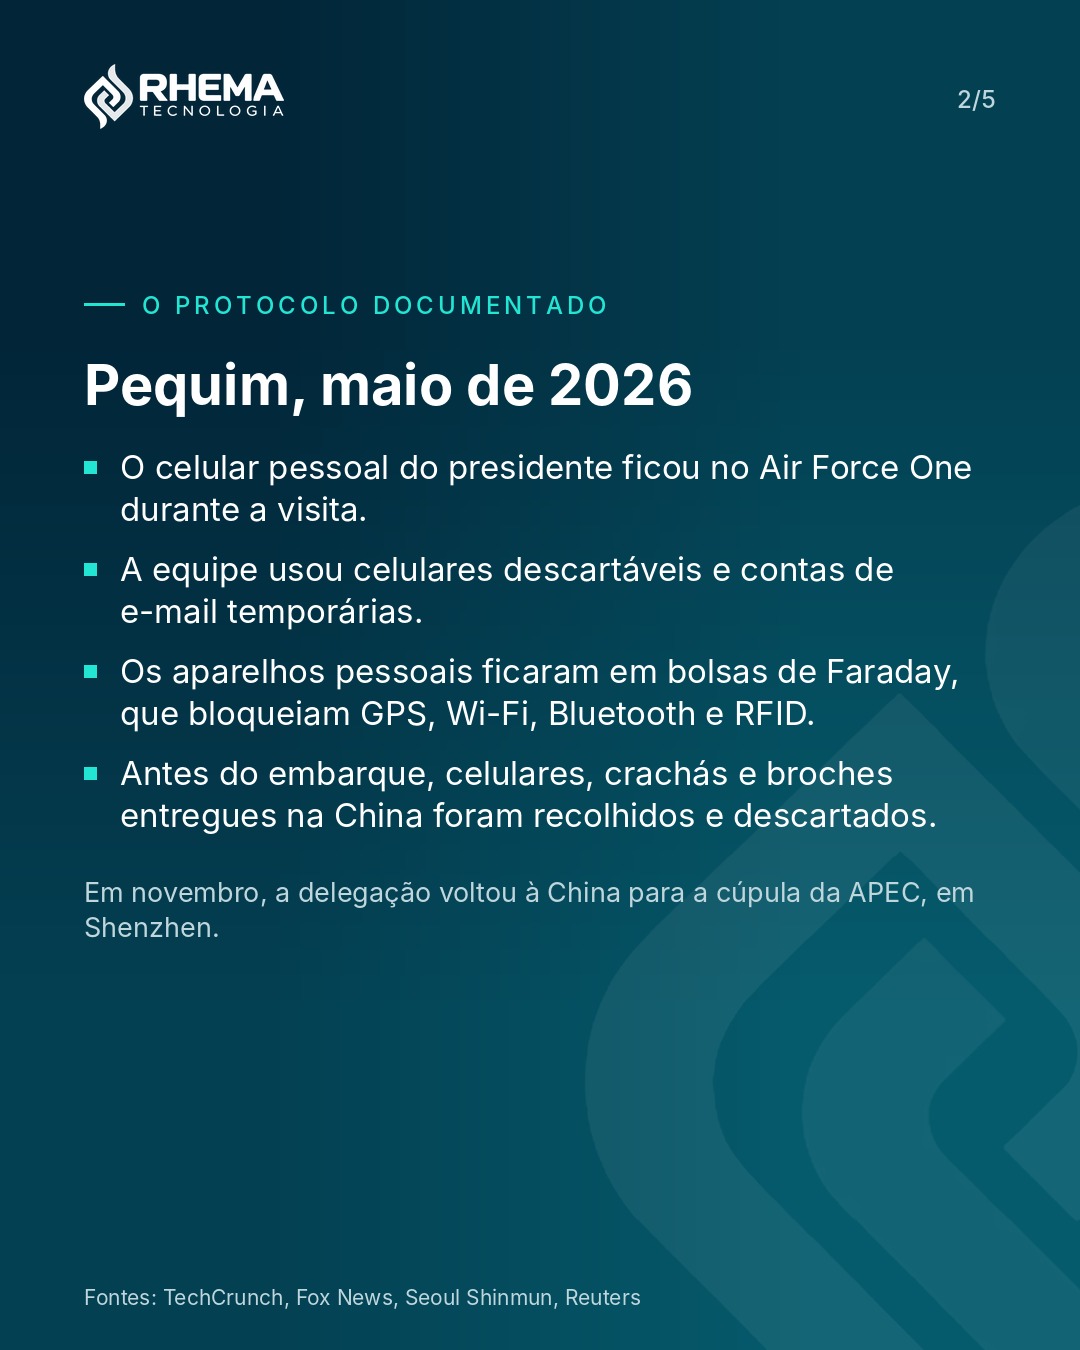 RHEMA
TECNOLOGIA
2/5
O PROTOCOLO DOCUMENTADO
Pequim, maio de 2026
O celular pessoal do presidente ficou no Air Force One
durante a visita.
A equipe usou celulares descartáveis e contas de
e-mail temporárias.
Os aparelhos pessoais ficaram em bolsas de Faraday,
que bloqueiam GPS, Wi-Fi, Bluetooth e RFID.
Antes do embarque, celulares, crachás e broches
entregues na China foram recolhidos e descartados.
Em novembro, a delegação voltou à China para a cúpula da APEC, em
Shenzhen.
Fontes: TechCrunch, Fox News, Seoul Shinmun, Reuters